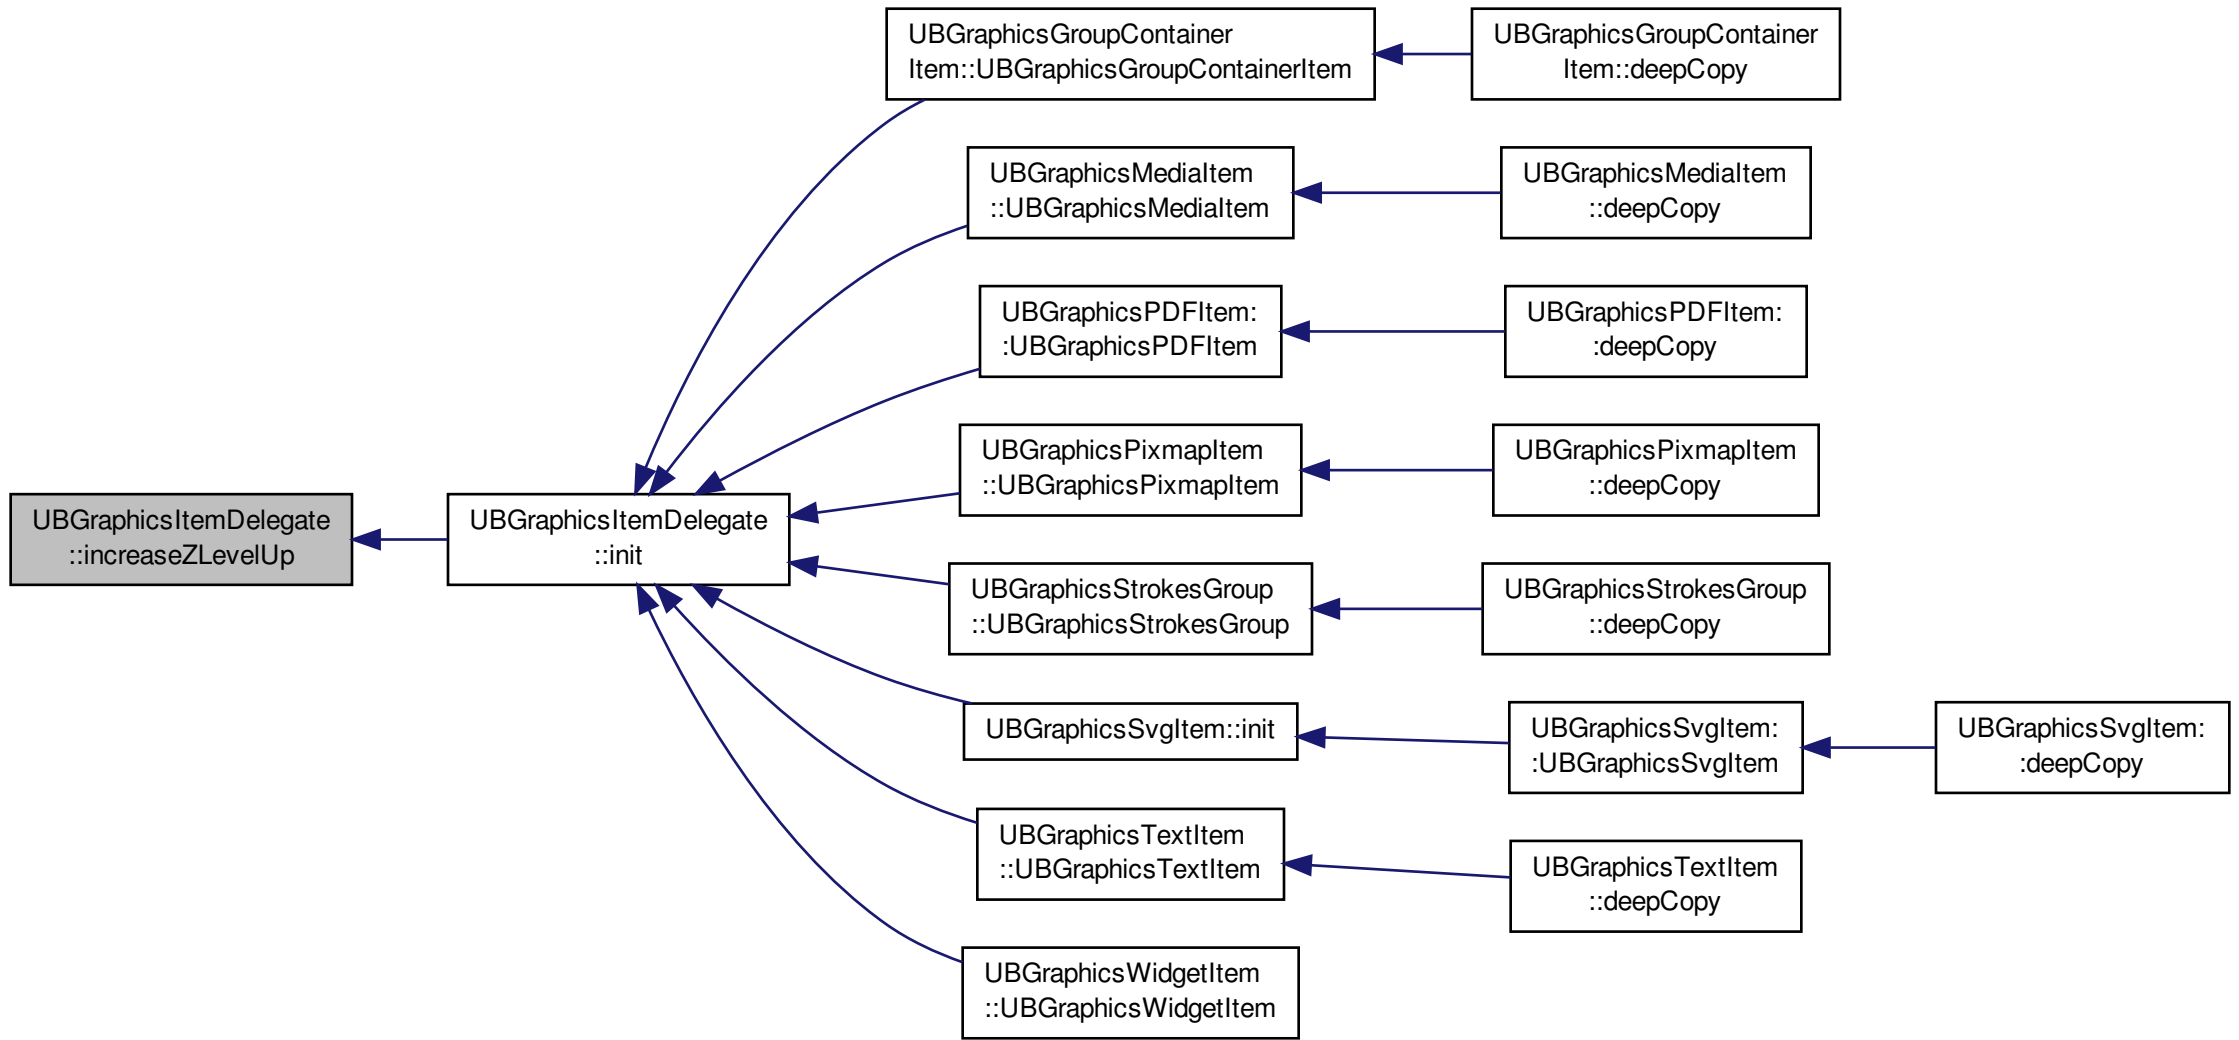 UBGraphicsGroupContainer
Item::UBGraphicsGroupContainerItem
UBGraphicsGroupContainer
Item::deepCopy
UBGraphicsMediaItem
::UBGraphicsMediaItem
UBGraphicsMediaItem
::deepCopy
UBGraphicsPDFItem:
:UBGraphicsPDFItem
UBGraphicsPDFItem:
:deepCopy
UBGraphicsPixmapItem
::UBGraphicsPixmapItem
UBGraphicsPixmapItem
::deepCopy
UBGraphicsItemDelegate
::increaseZLevelUp
UBGraphicsItemDelegate
::init
UBGraphicsStrokesGroup
::UBGraphicsStrokesGroup
UBGraphicsStrokesGroup
::deepCopy
UBGraphicsSvgItem::init
UBGraphicsSvgItem:
:UBGraphicsSvgItem
UBGraphicsSvgItem:
:deepCopy
UBGraphicsTextItem
::UBGraphicsTextItem
UBGraphicsTextItem
::deepCopy
UBGraphicsWidgetItem
::UBGraphicsWidgetItem